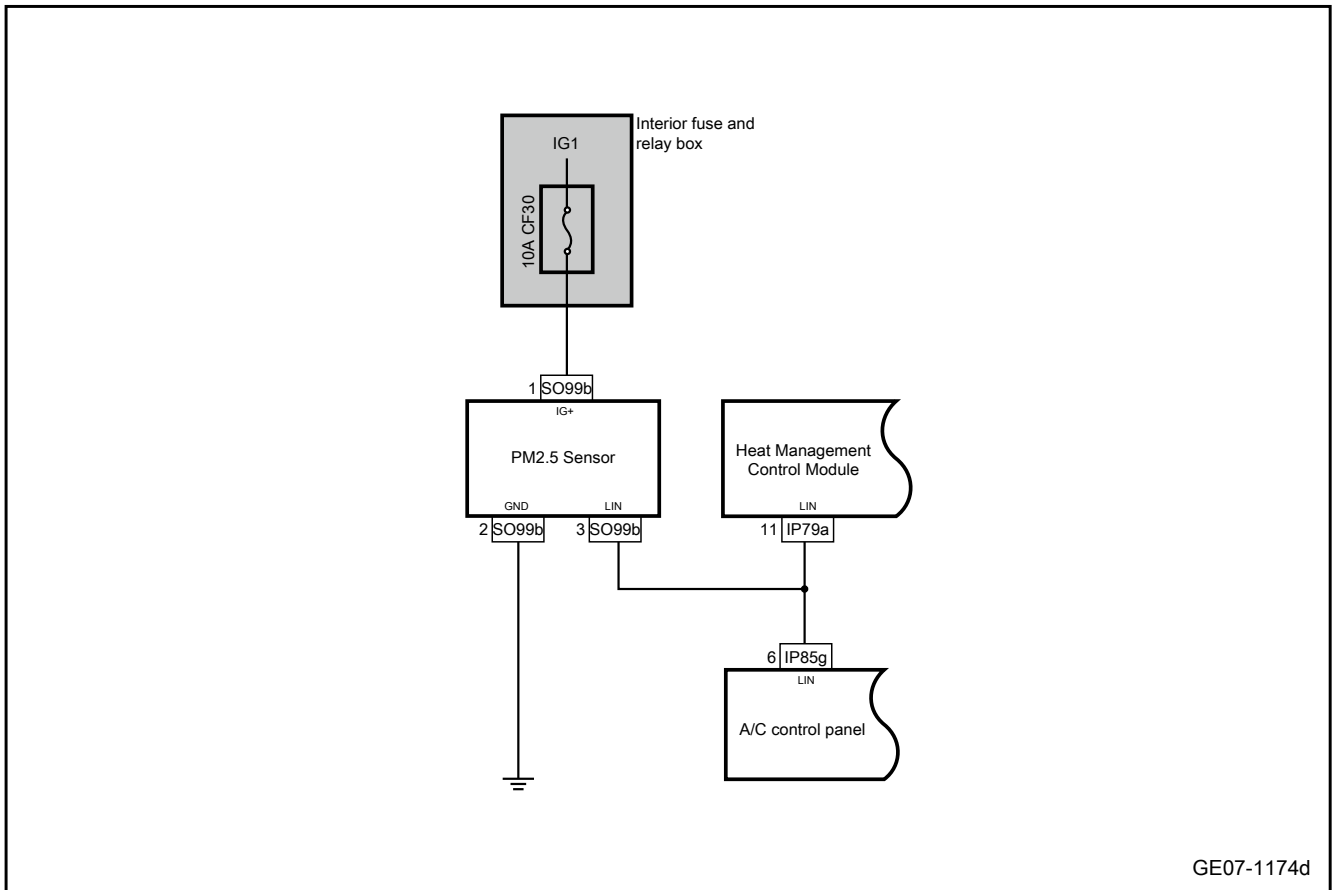 Interior fuse and
relay box
IG1
10A CF30
1 SO99b
IG+
PM2.5 Sensor
GND
LIN
2 SO99b
3 SO99b
Heat Management
Control Module
LIN
11 IP79a
6 IP85g
LIN
A/C control panel
GE07-1174d